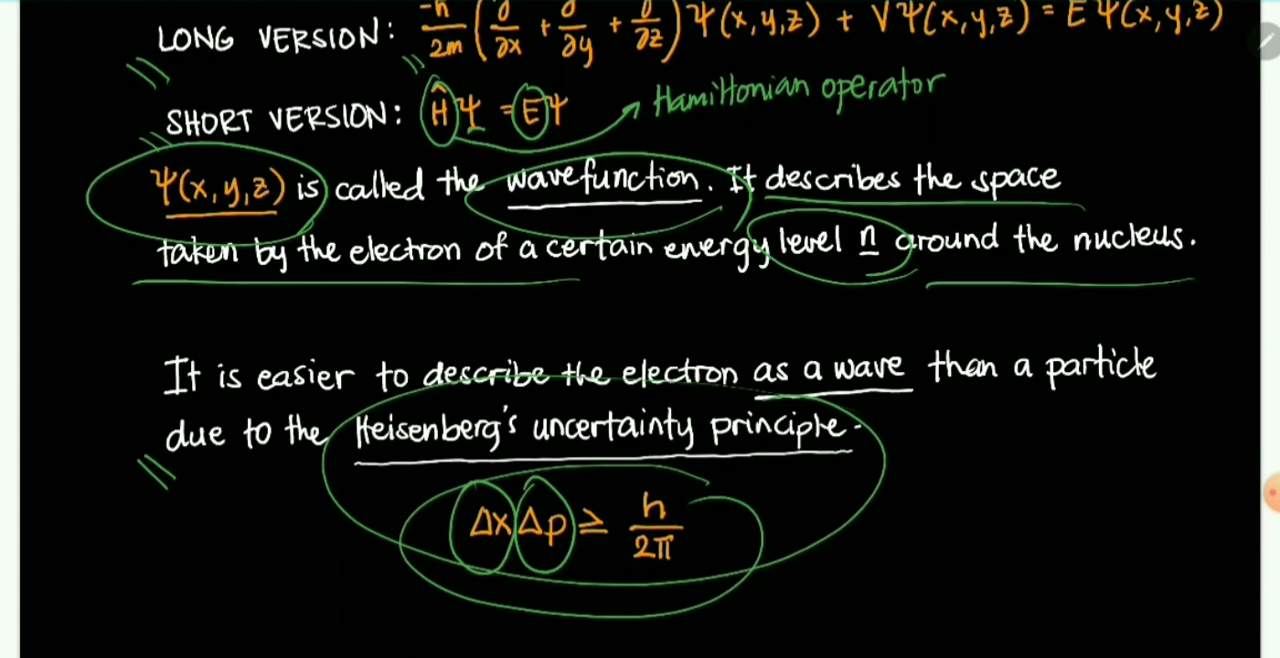 LONG VERSION: -ħ/2m (∂/∂x + ∂/∂y + ∂/∂z) Ψ(x,y,z) + VΨ(x,y,z) = EΨ(x,y,z)
SHORT VERSION: ĤΨ = EΨ Hamiltonian operator
Ψ(x,y,z) is called the wavefunction. It describes the space
taken by the electron of a certain energy level n around the nucleus.
It is easier to describe the electron as a wave than a particle
due to the Heisenberg's uncertainty principle.
Δx Δp ≥ h/2π